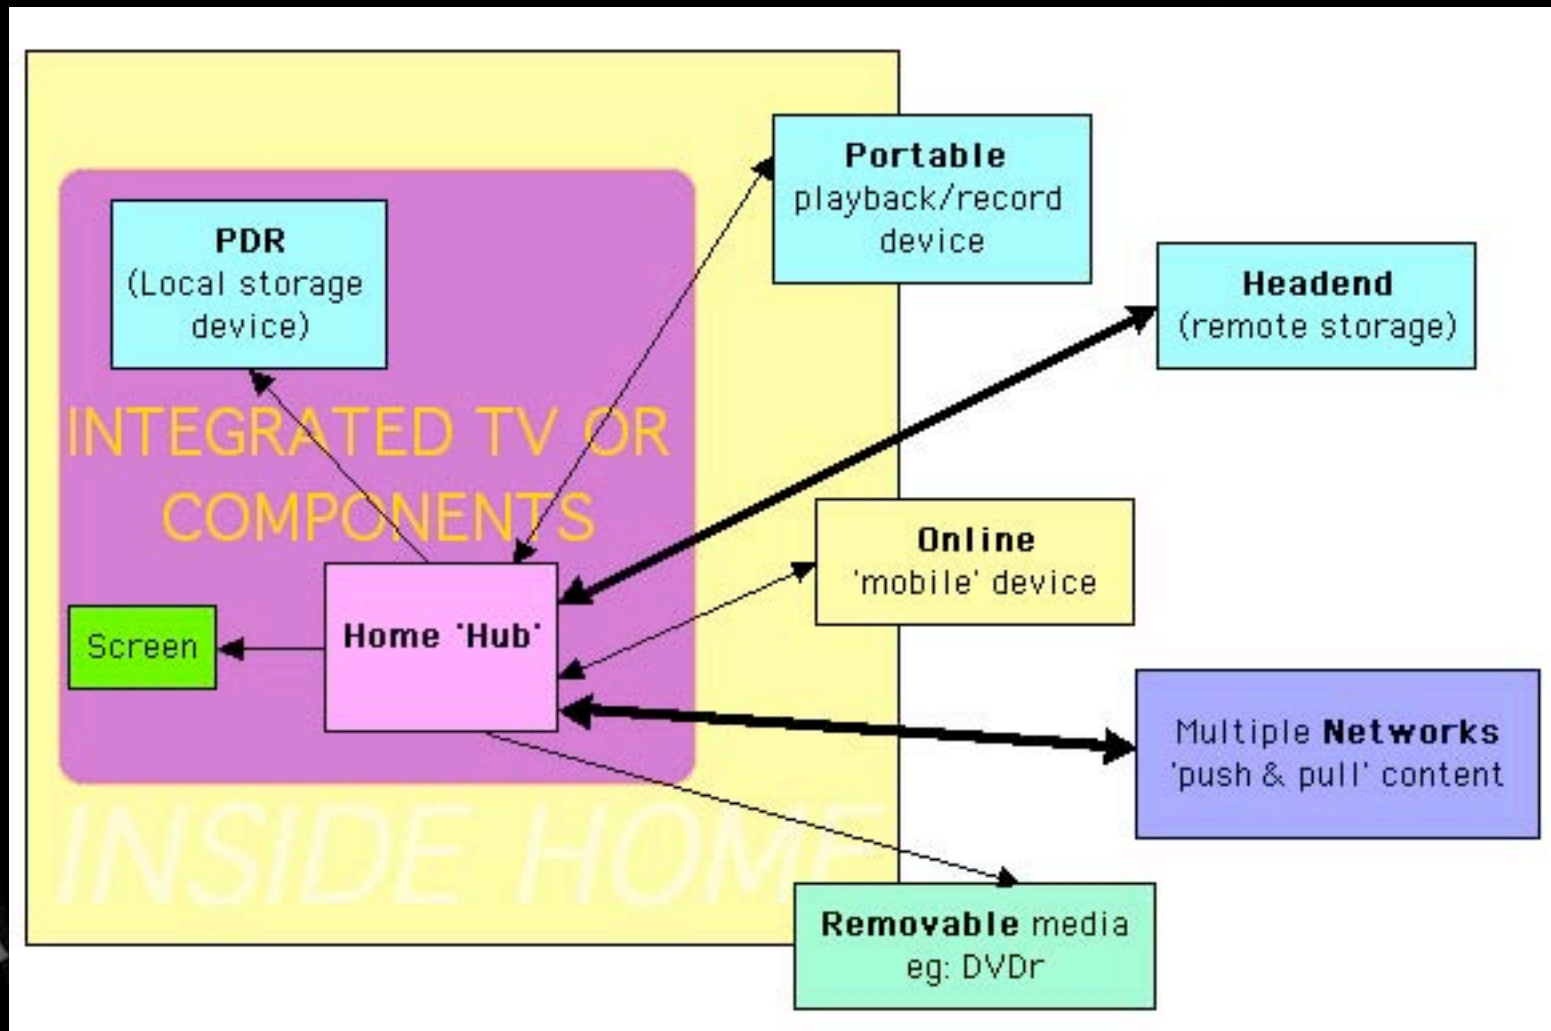 Portable
playback/record
device
PDR
(Local storage
device)
Headend
(remote storage)
INTEGRATED TV OR
COMPONENTS
Online
'mobile' device
Home 'Hub'
Screen
Multiple Networks
'push & pull' content
INSIDE HOME
Removable media
eg: DVDr